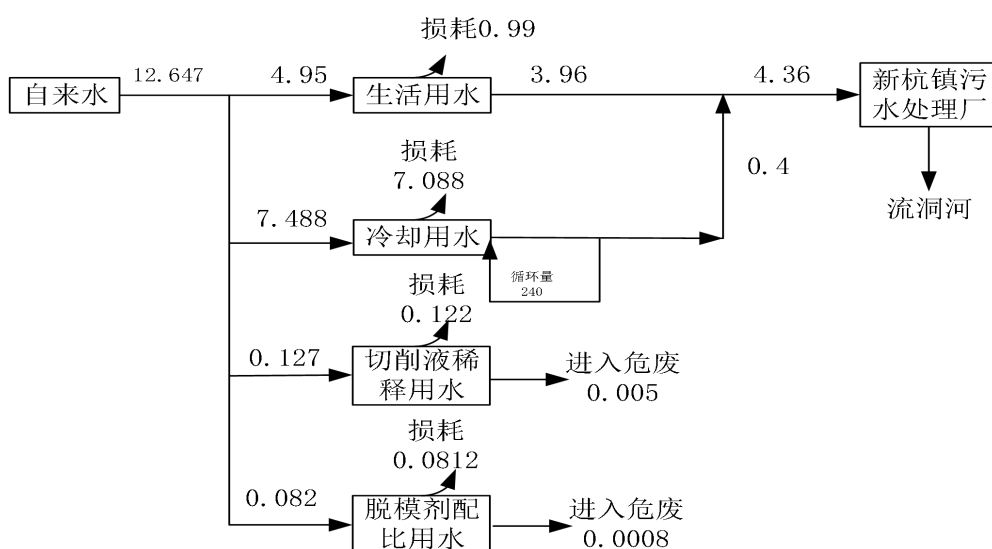 损耗0.99
自来水
12.647
4.95
生活用水
3.96
4.36
新杭镇污
水处理厂
流洞河
损耗
7.088
7.488
冷却用水
0.4
循环量
240
损耗
0.122
0.127
切削液稀
释用水
进入危废
0.005
损耗
0.0812
0.082
脱模剂配
比用水
进入危废
0.0008